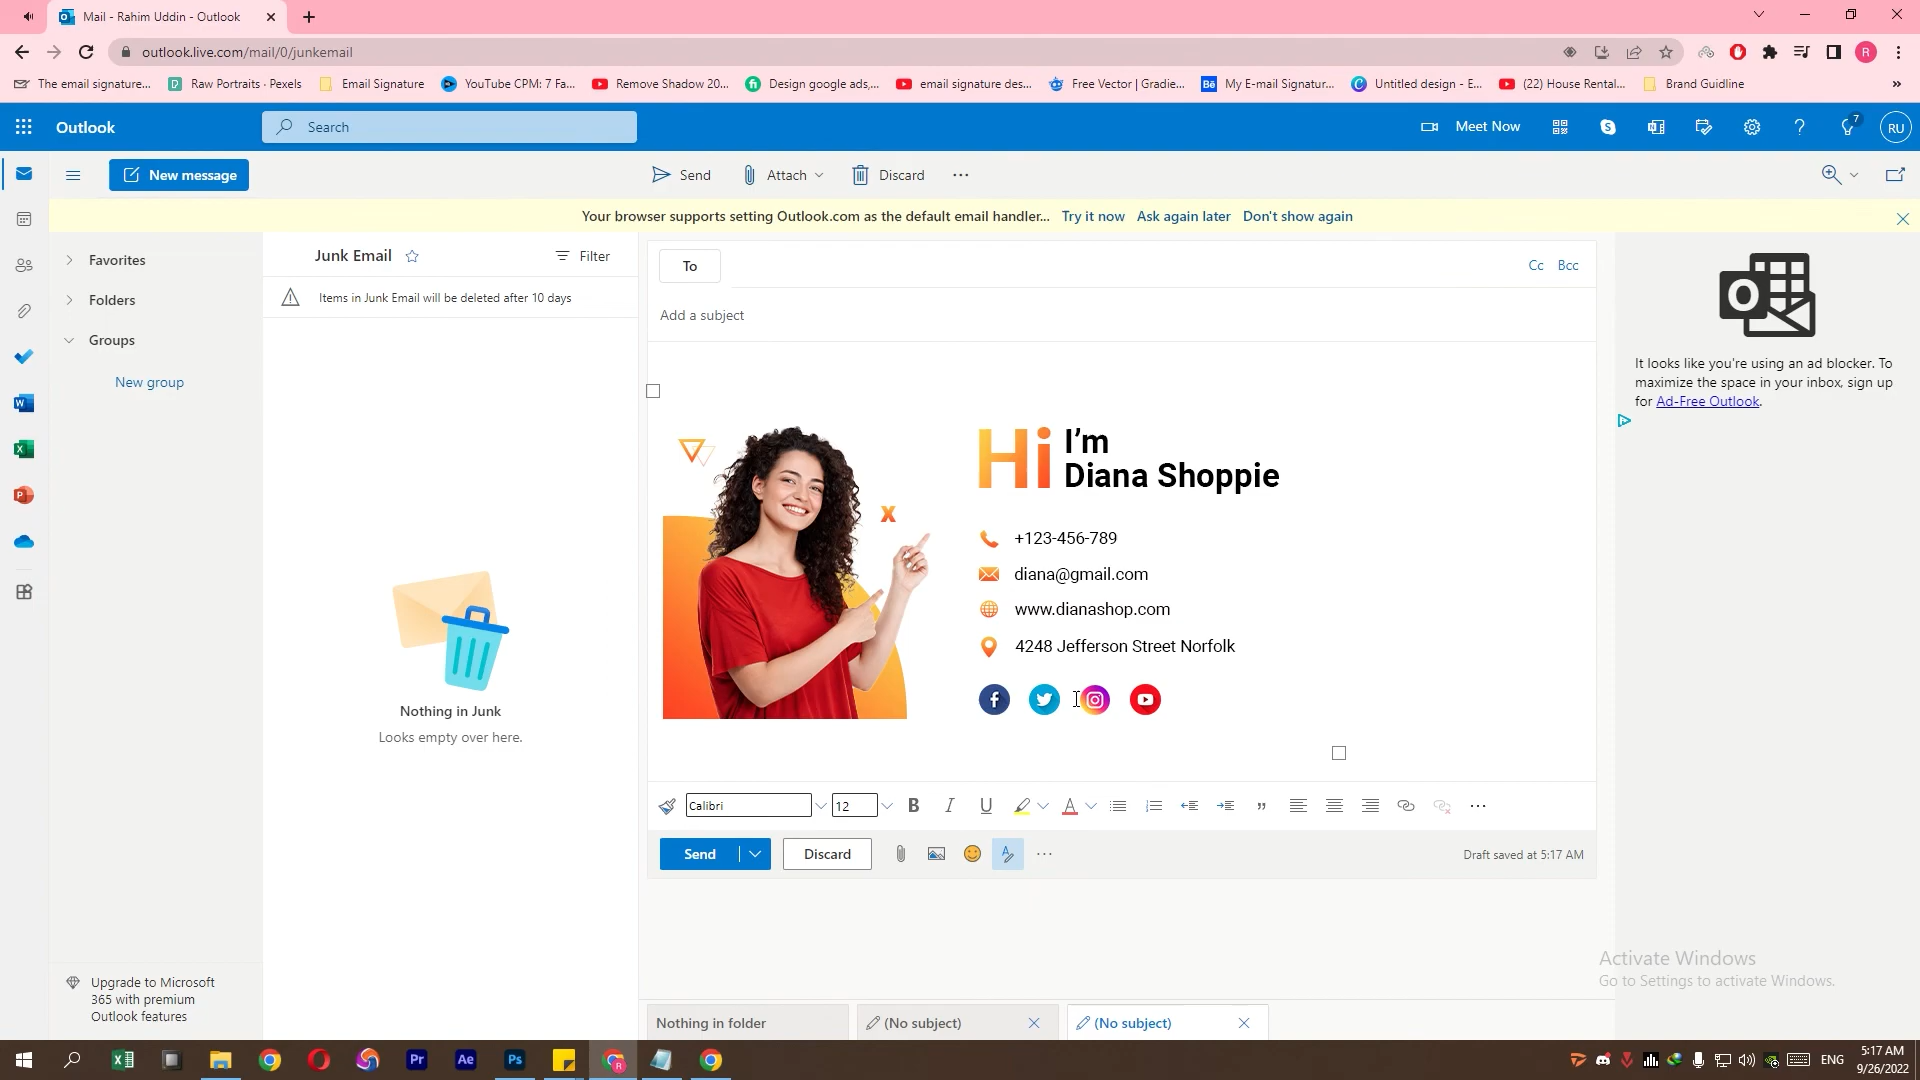 Mail - Rahim Uddin - Outlook
outlook.live.com/mail/0/junkemail
R
The email signature...
Raw Portraits · Pexels
Email Signature
YouTube CPM: 7 Fa...
Remove Shadow 20...
Design google ads,...
email signature des...
Free Vector | Gradie...
My E-mail Signatur...
Untitled design - E...
(22) House Rental...
Brand Guidline
Outlook
Search
Meet Now
7
RU
New message
Send
Attach
Discard
Your browser supports setting Outlook.com as the default email handler... Try it now Ask again later Don't show again
Favorites
Folders
Groups
New group
Junk Email
Filter
Items in Junk Email will be deleted after 10 days
Nothing in Junk
Looks empty over here.
To
Cc
Bcc
Add a subject
Hi
I'm
Diana Shoppie
X
+123-456-789
diana@gmail.com
www.dianashop.com
4248 Jefferson Street Norfolk
Calibri
12
B
I
U
A
Send
Discard
Draft saved at 5:17 AM
It looks like you're using an ad blocker. To
maximize the space in your inbox, sign up
for Ad-Free Outlook.
Upgrade to Microsoft
365 with premium
Outlook features
Activate Windows
Go to Settings to activate Windows.
Nothing in folder
(No subject)
(No subject)
Pr
Ae
Ps
ENG
5:17 AM
9/26/2022